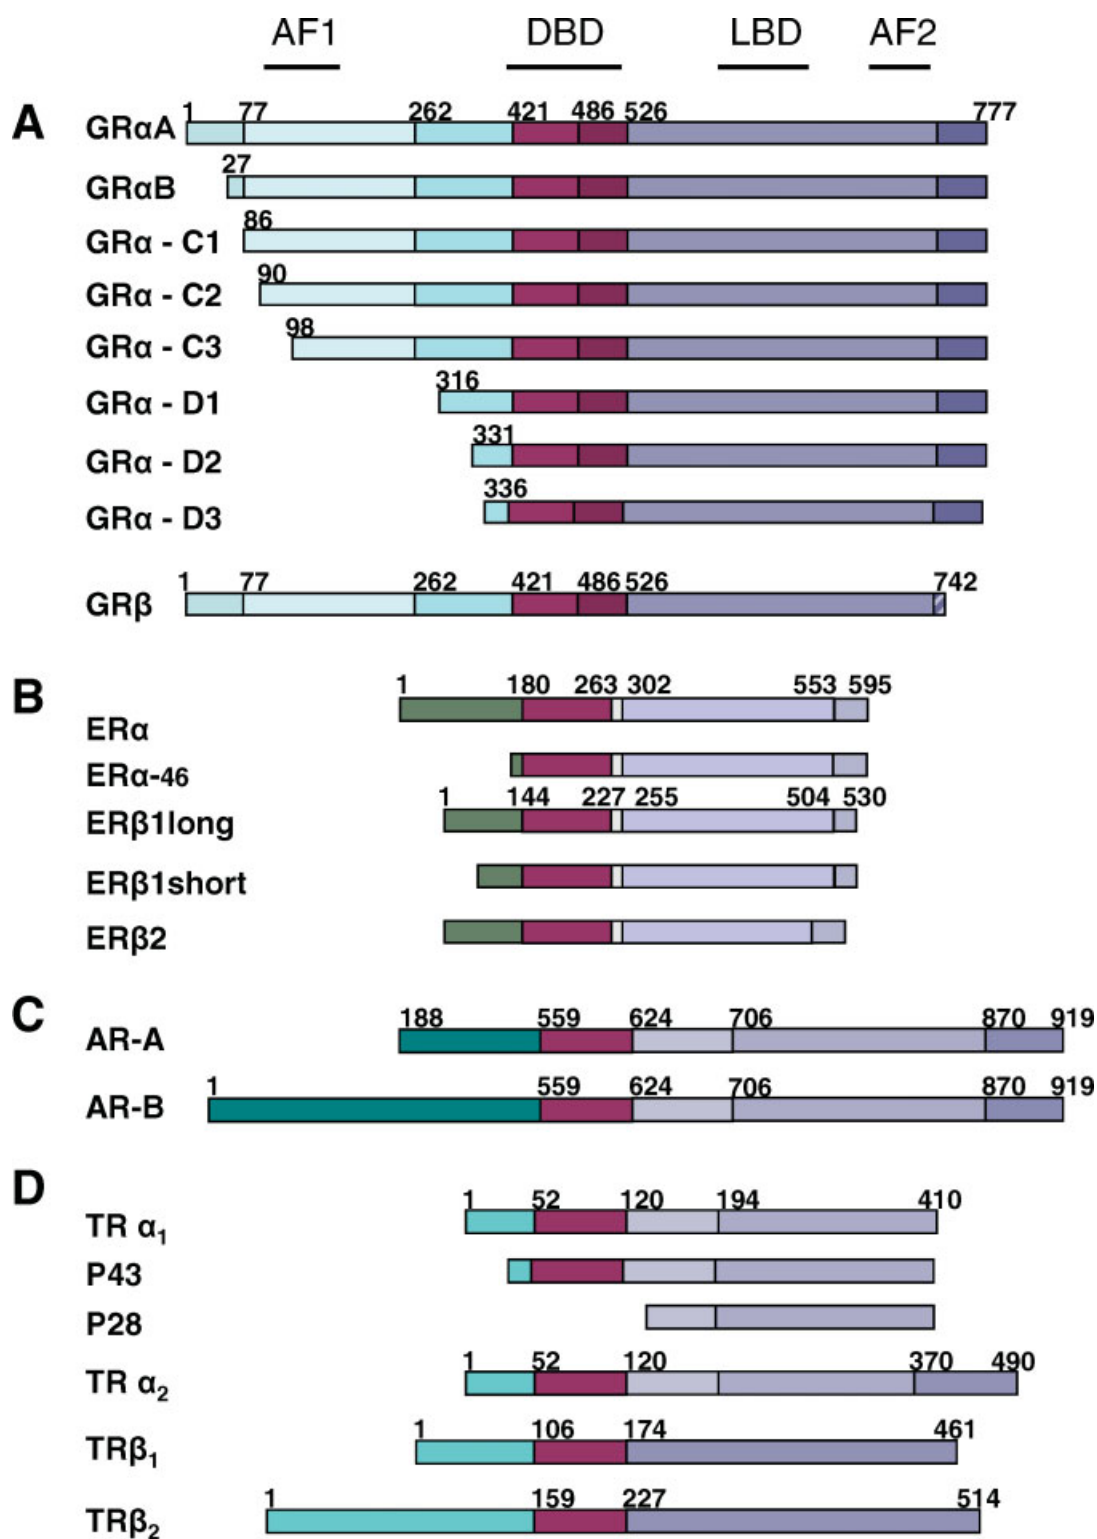 AF1 DBD LBD AF2
A
1 77 262 421 486 526 777
GRαA
27
GRαB
86
GRα - C1
90
GRα - C2
98
GRα - C3
316
GRα - D1
331
GRα - D2
336
GRα - D3
1 77 262 421 486 526 742
GRβ
B
1 180 263 302 553 595
ERα
ERα-46
1 144 227 255 504 530
ERβ1long
ERβ1short
ERβ2
C
188 559 624 706 870 919
AR-A
1 559 624 706 870 919
AR-B
D
1 52 120 194 410
TR α1
P43
P28
1 52 120 370 490
TR α2
1 106 174 461
TRβ1
1 159 227 514
TRβ2